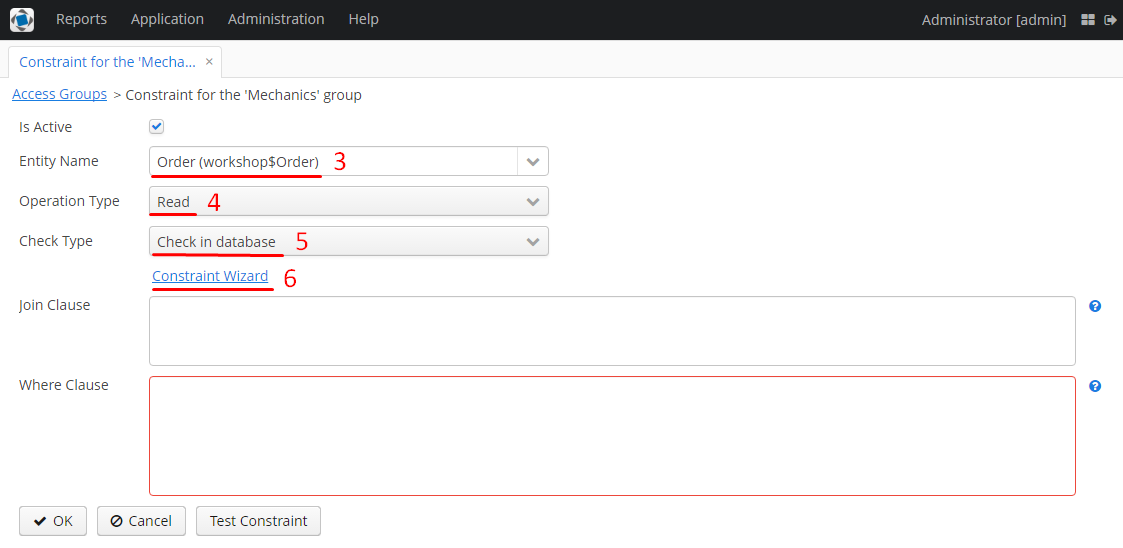 Reports Application Administration Help Administrator [admin]
Constraint for the 'Mecha... ×
Access Groups > Constraint for the 'Mechanics' group
Is Active
Entity Name Order (workshop$Order) 3
Operation Type Read 4
Check Type Check in database 5
Constraint Wizard 6
Join Clause ?
Where Clause ?
OK Cancel Test Constraint